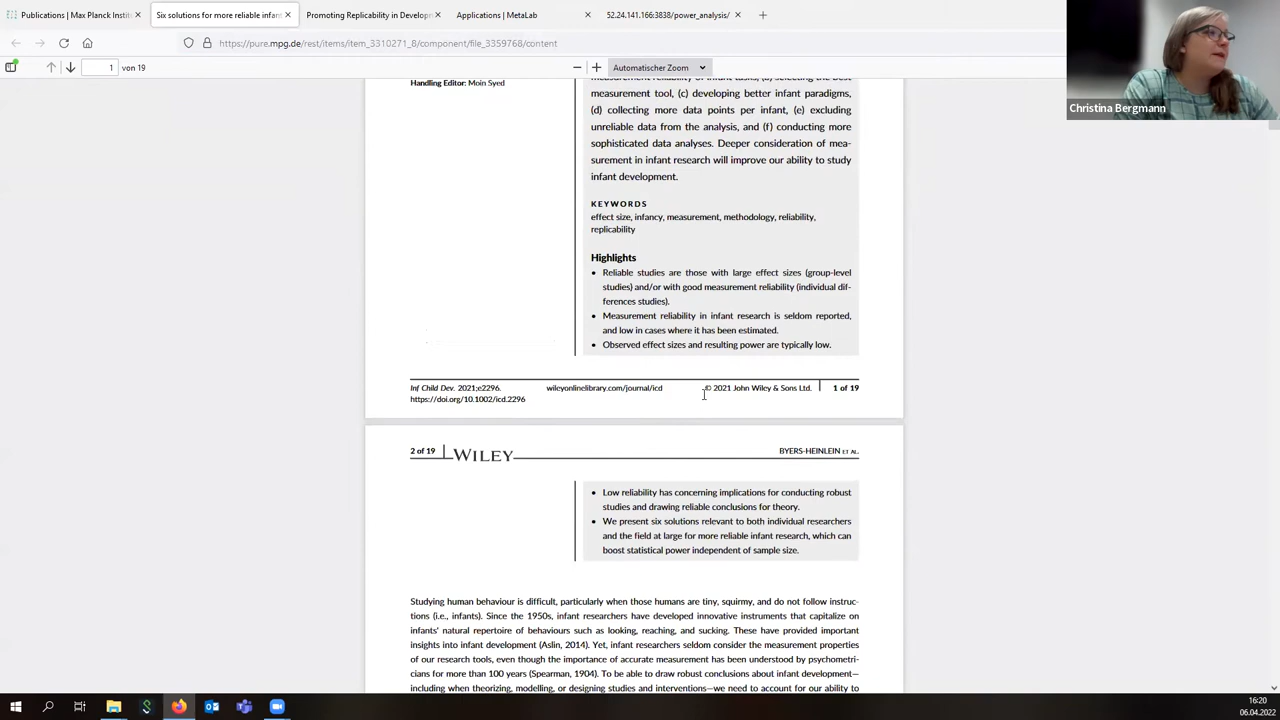 Publications | Max Planck Instit
Six solutions for more reliable infant
Promoting Replicability in Develop
Applications | MetaLab
52.24.141.166:3838/power_analysis/
https://pure.mpg.de/rest/items/item_3310271_8/component/file_3359768/content
1 von 19
Automatischer Zoom
Christina Bergmann
Handling Editor: Moin Syed
measurement reliability of infant tasks, (b) selecting the best
measurement tool, (c) developing better infant paradigms,
(d) collecting more data points per infant, (e) excluding
unreliable data from the analysis, and (f) conducting more
sophisticated data analyses. Deeper consideration of mea-
surement in infant research will improve our ability to study
infant development.
KEYWORDS
effect size, infancy, measurement, methodology, reliability,
replicability
Highlights
• Reliable studies are those with large effect sizes (group-level
studies) and/or with good measurement reliability (individual dif-
ferences studies).
• Measurement reliability in infant research is seldom reported,
and low in cases where it has been estimated.
• Observed effect sizes and resulting power are typically low.
Inf Child Dev. 2021;e2296. wileyonlinelibrary.com/journal/icd © 2021 John Wiley & Sons Ltd. 1 of 19
https://doi.org/10.1002/icd.2296
2 of 19 WILEY BYERS-HEINLEIN ET AL.
• Low reliability has concerning implications for conducting robust
studies and drawing reliable conclusions for theory.
• We present six solutions relevant to both individual researchers
and the field at large for more reliable infant research, which can
boost statistical power independent of sample size.
Studying human behaviour is difficult, particularly when those humans are tiny, squirmy, and do not follow instruc-
tions (i.e., infants). Since the 1950s, infant researchers have developed innovative instruments that capitalize on
infants' natural repertoire of behaviours such as looking, reaching, and sucking. These have provided important
insights into infant development (Aslin, 2014). Yet, infant researchers seldom consider the measurement properties
of our research tools, even though the importance of accurate measurement has been understood by psychometri-
cians for more than 100 years (Spearman, 1904). To be able to draw robust conclusions about infant development—
including when theorizing, modelling, or designing studies and interventions—we need to account for our ability to
16:20
06.04.2022